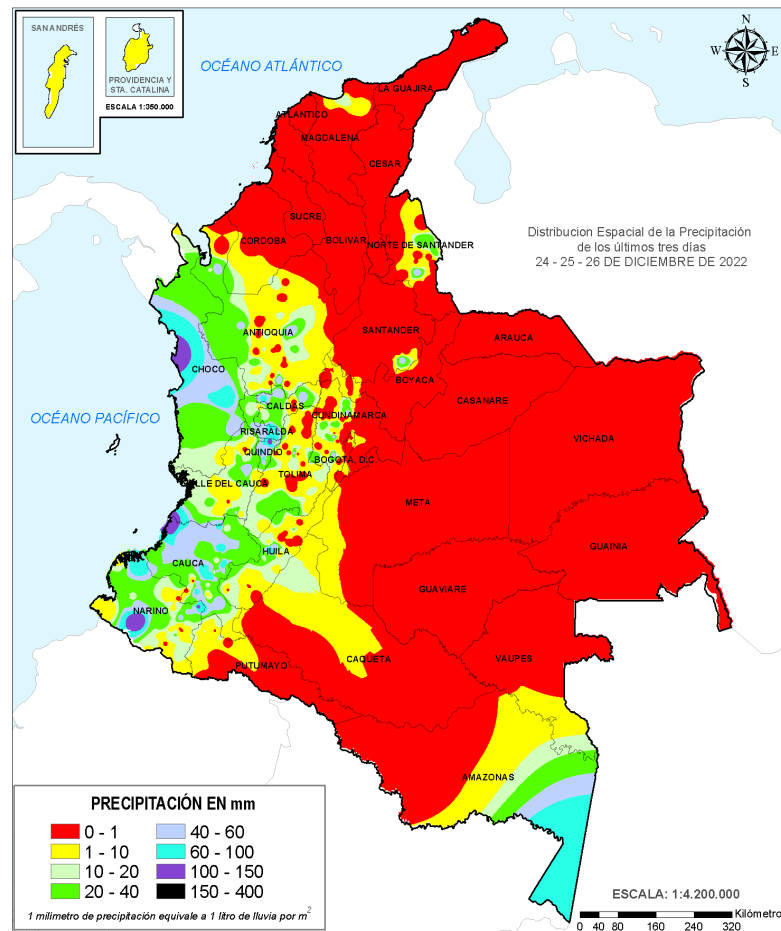 SAN ANDRÉS
PROVIDENCIA Y
STA. CATALINA
ESCALA 1:350.000
OCÉANO ATLÁNTICO
N
W E
S
LA GUAJIRA
ATLANTICO
MAGDALENA
CESAR
SUCRE
CORDOBA
BOLIVAR
NORTE DE SANTANDER
Distribucion Espacial de la Precipitación
de los últimos tres días
24 - 25 - 26 DE DICIEMBRE DE 2022
ANTIOQUIA
SANTANDER
ARAUCA
CHOCO
BOYACA
CASANARE
OCÉANO PACÍFICO
CALDAS
CUNDINAMARCA
RISARALDA
VICHADA
QUINDIO
BOGOTA, D.C.
TOLIMA
VALLE DEL CAUCA
META
GUAINIA
HUILA
CAUCA
GUAVIARE
NARIÑO
PUTUMAYO
CAQUETA
VAUPES
AMAZONAS
PRECIPITACIÓN EN mm
0 - 1 40 - 60
1 - 10 60 - 100
10 - 20 100 - 150
20 - 40 150 - 400
1 milimetro de precipitación equivale a 1 litro de lluvia por m2
ESCALA: 1:4.200.000
Kilómetro
0 40 80 160 240 320